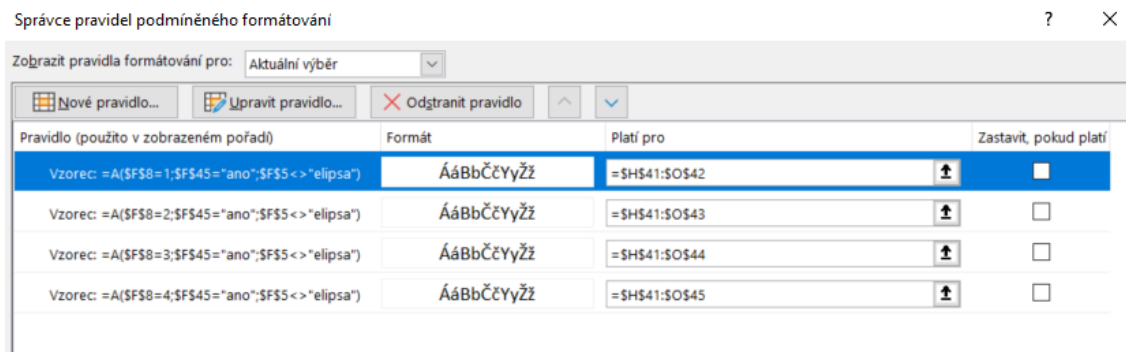 Správce pravidel podmíněného formátování ? ×
Zobrazit pravidla formátování pro: Aktuální výběr
Nové pravidlo... Upravit pravidlo... Odstranit pravidlo
Pravidlo (použito v zobrazeném pořadí) Formát Platí pro Zastavit, pokud platí
Vzorec: =A($F$8=1;$F$45="ano";$F$5<>"elipsa") ÁáBbČčYyŽž =$H$41:$O$42
Vzorec: =A($F$8=2;$F$45="ano";$F$5<>"elipsa") ÁáBbČčYyŽž =$H$41:$O$43
Vzorec: =A($F$8=3;$F$45="ano";$F$5<>"elipsa") ÁáBbČčYyŽž =$H$41:$O$44
Vzorec: =A($F$8=4;$F$45="ano";$F$5<>"elipsa") ÁáBbČčYyŽž =$H$41:$O$45